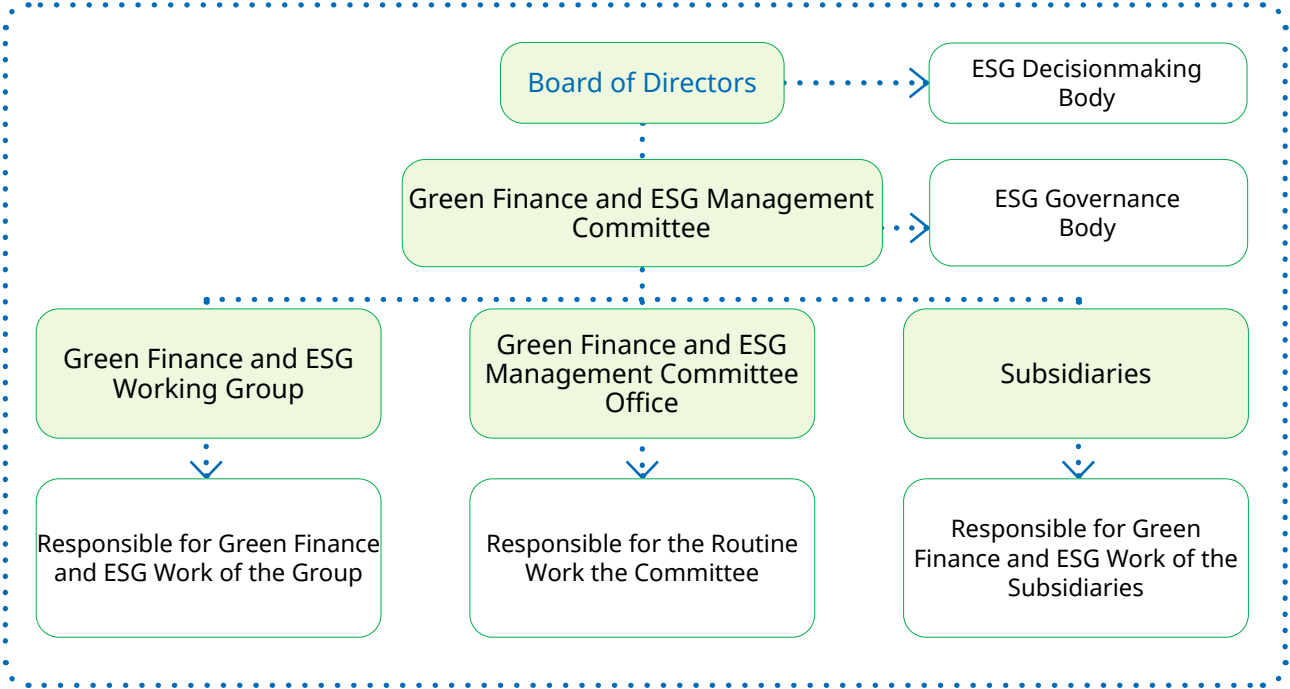 Board of Directors
ESG Decisionmaking
Body
Green Finance and ESG Management
Committee
ESG Governance
Body
Green Finance and ESG
Working Group
Green Finance and ESG
Management Committee
Office
Subsidiaries
Responsible for Green Finance
and ESG Work of the Group
Responsible for the Routine
Work the Committee
Responsible for Green
Finance and ESG Work of the
Subsidiaries